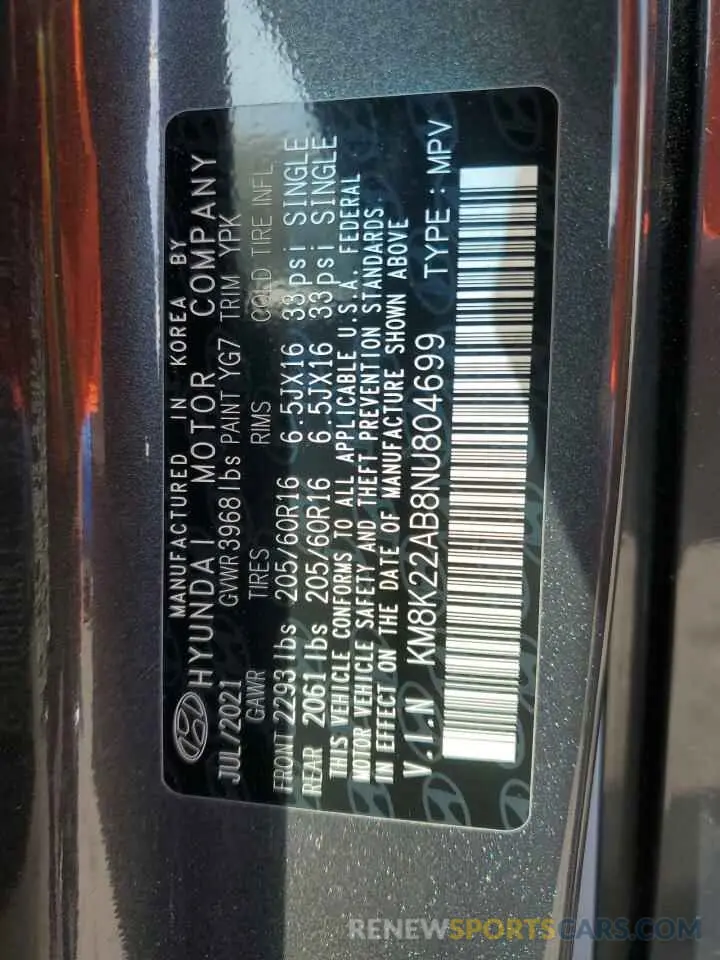 MANUFACTURED IN KOREA BY
HYUNDAI MOTOR COMPANY
JUL/2021 GVWR 3968 lbs PAINT YG7 TRIM YPK
GAWR TIRES RIMS COLD TIRE INFL.
FRONT 2293 lbs 205/60R16 6.5JX16 33psi SINGLE
REAR 2061 lbs 205/60R16 6.5JX16 33psi SINGLE
THIS VEHICLE CONFORMS TO ALL APPLICABLE U.S.A. FEDERAL
MOTOR VEHICLE SAFETY AND THEFT PREVENTION STANDARDS
IN EFFECT ON THE DATE OF MANUFACTURE SHOWN ABOVE
V.I.N KM8K22AB8NU804699 TYPE : MPV
RENEWSPORTSCARS.COM